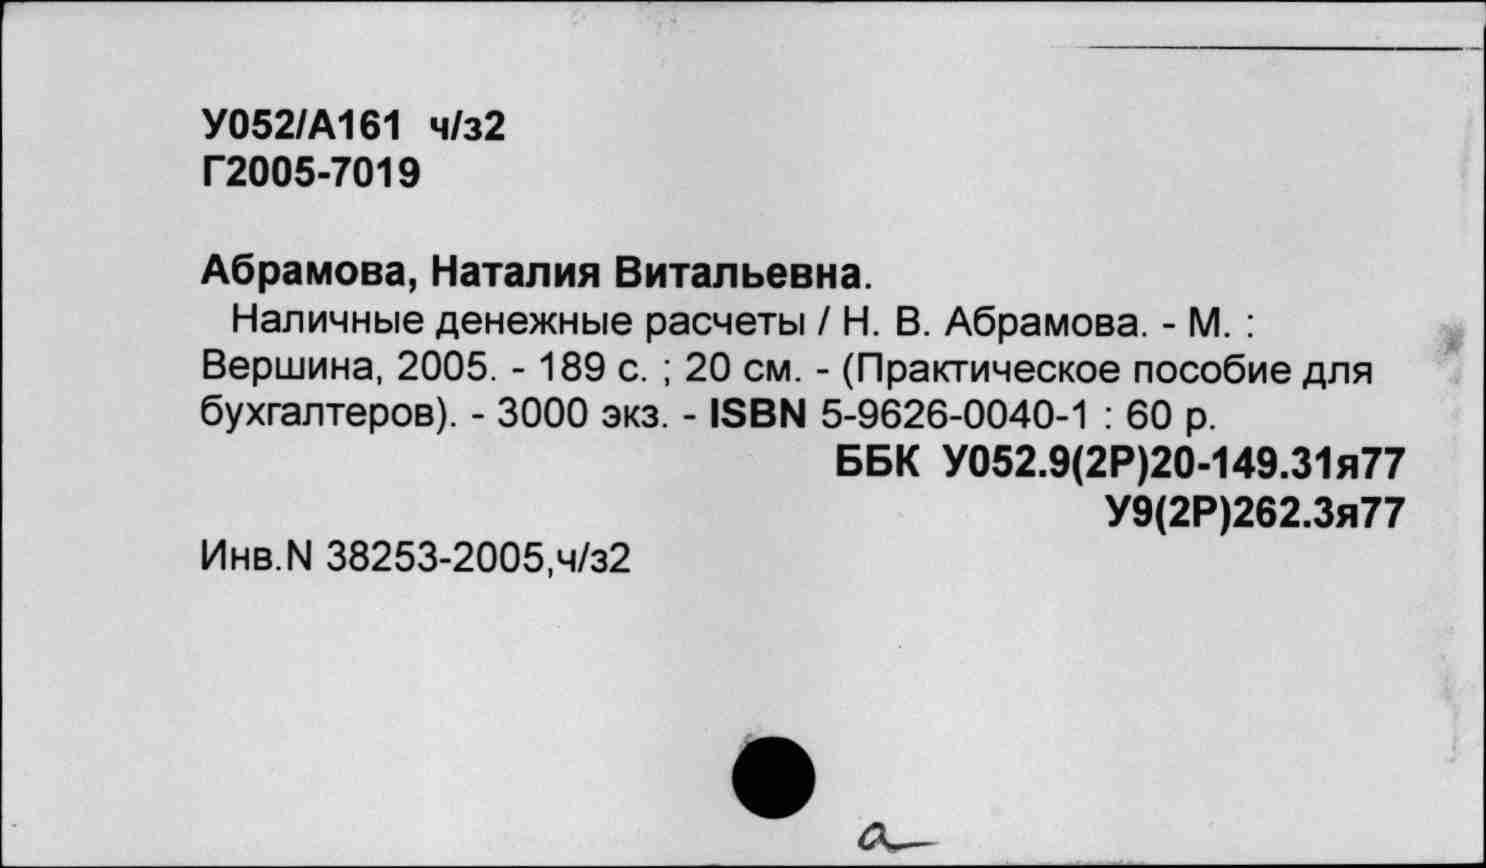 У052/А161 ч/з2
Г2005-7019
Абрамова, Наталия Витальевна.
Наличные денежные расчеты / Н. В. Абрамова. - М. :
Вершина, 2005. - 189 с. ; 20 см. - (Практическое пособие для
бухгалтеров). - 3000 экз. - ISBN 5-9626-0040-1 : 60 р.
ББК У052.9(2Р)20-149.31я77
У9(2Р)262.3я77
Инв.N 38253-2005,ч/з2
а